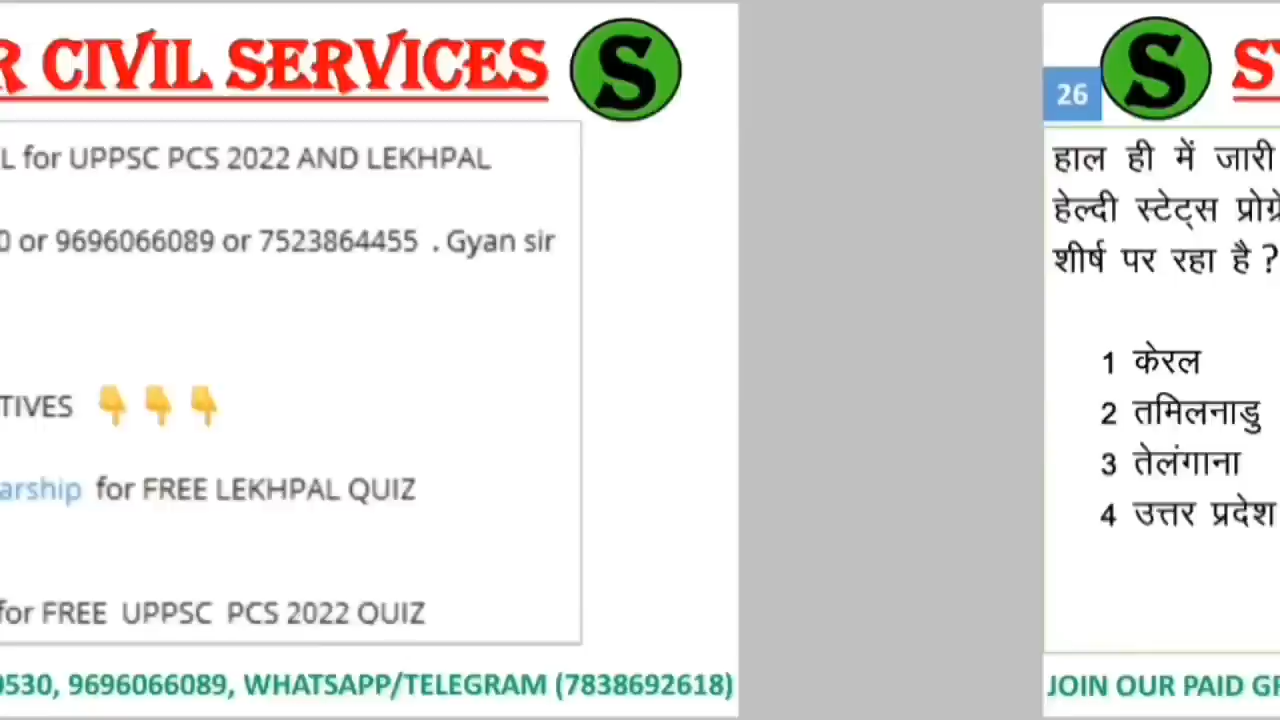 R CIVIL SERVICES S
L for UPPSC PCS 2022 AND LEKHPAL
0 or 9696066089 or 7523864455 . Gyan sir
TIVES 👇 👇 👇
arship for FREE LEKHPAL QUIZ
for FREE UPPSC PCS 2022 QUIZ
0530, 9696066089, WHATSAPP/TELEGRAM (7838692618)
26 S
हाल ही में जारी
हेल्दी स्टेट्स प्रोग्रे
शीर्ष पर रहा है ?
1 केरल
2 तमिलनाडु
3 तेलंगाना
4 उत्तर प्रदेश
JOIN OUR PAID